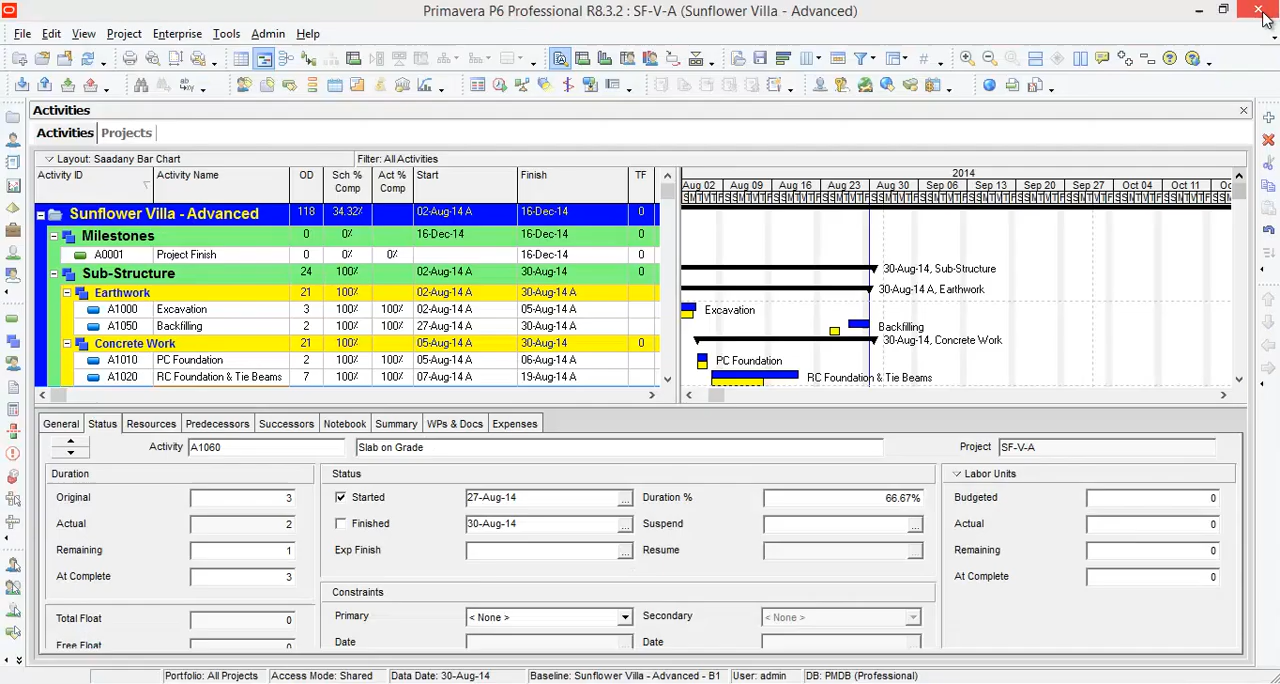 Primavera P6 Professional R8.3.2 : SF-V-A (Sunflower Villa - Advanced)
File Edit View Project Enterprise Tools Admin Help
Activities
Activities Projects
Layout: Saadany Bar Chart Filter: All Activities
Activity ID Activity Name OD Sch % Comp Act % Comp Start Finish TF
2014
Aug 02 Aug 09 Aug 16 Aug 23 Aug 30 Sep 06 Sep 13 Sep 20 Sep 27 Oct 04 Oct 11
Sunflower Villa - Advanced 118 34.32% 02-Aug-14 A 16-Dec-14 0
Milestones 0 0% 16-Dec-14 16-Dec-14 0
A0001 Project Finish 0 0% 0% 16-Dec-14 0
Sub-Structure 24 100% 02-Aug-14 A 30-Aug-14 0
30-Aug-14, Sub-Structure
Earthwork 21 100% 02-Aug-14 A 30-Aug-14 A
30-Aug-14 A, Earthwork
A1000 Excavation 3 100% 100% 02-Aug-14 A 05-Aug-14 A
Excavation
A1050 Backfilling 2 100% 100% 27-Aug-14 A 30-Aug-14 A
Backfilling
Concrete Work 21 100% 05-Aug-14 A 30-Aug-14 0
30-Aug-14, Concrete Work
A1010 PC Foundation 2 100% 100% 05-Aug-14 A 06-Aug-14 A
PC Foundation
A1020 RC Foundation & Tie Beams 7 100% 100% 07-Aug-14 A 19-Aug-14 A
RC Foundation & Tie Beams
General Status Resources Predecessors Successors Notebook Summary WPs & Docs Expenses
Activity A1060 Slab on Grade Project SF-V-A
Duration Status Labor Units
Original 3 Started 27-Aug-14 Duration % 66.67% Budgeted 0
Actual 2 Finished 30-Aug-14 Suspend Actual 0
Remaining 1 Exp Finish Resume Remaining 0
At Complete 3 At Complete 0
Constraints
Total Float 0 Primary < None > Secondary < None >
Free Float 0 Date Date
Portfolio: All Projects Access Mode: Shared Data Date: 30-Aug-14 Baseline: Sunflower Villa - Advanced - B1 User: admin DB: PMDB (Professional)